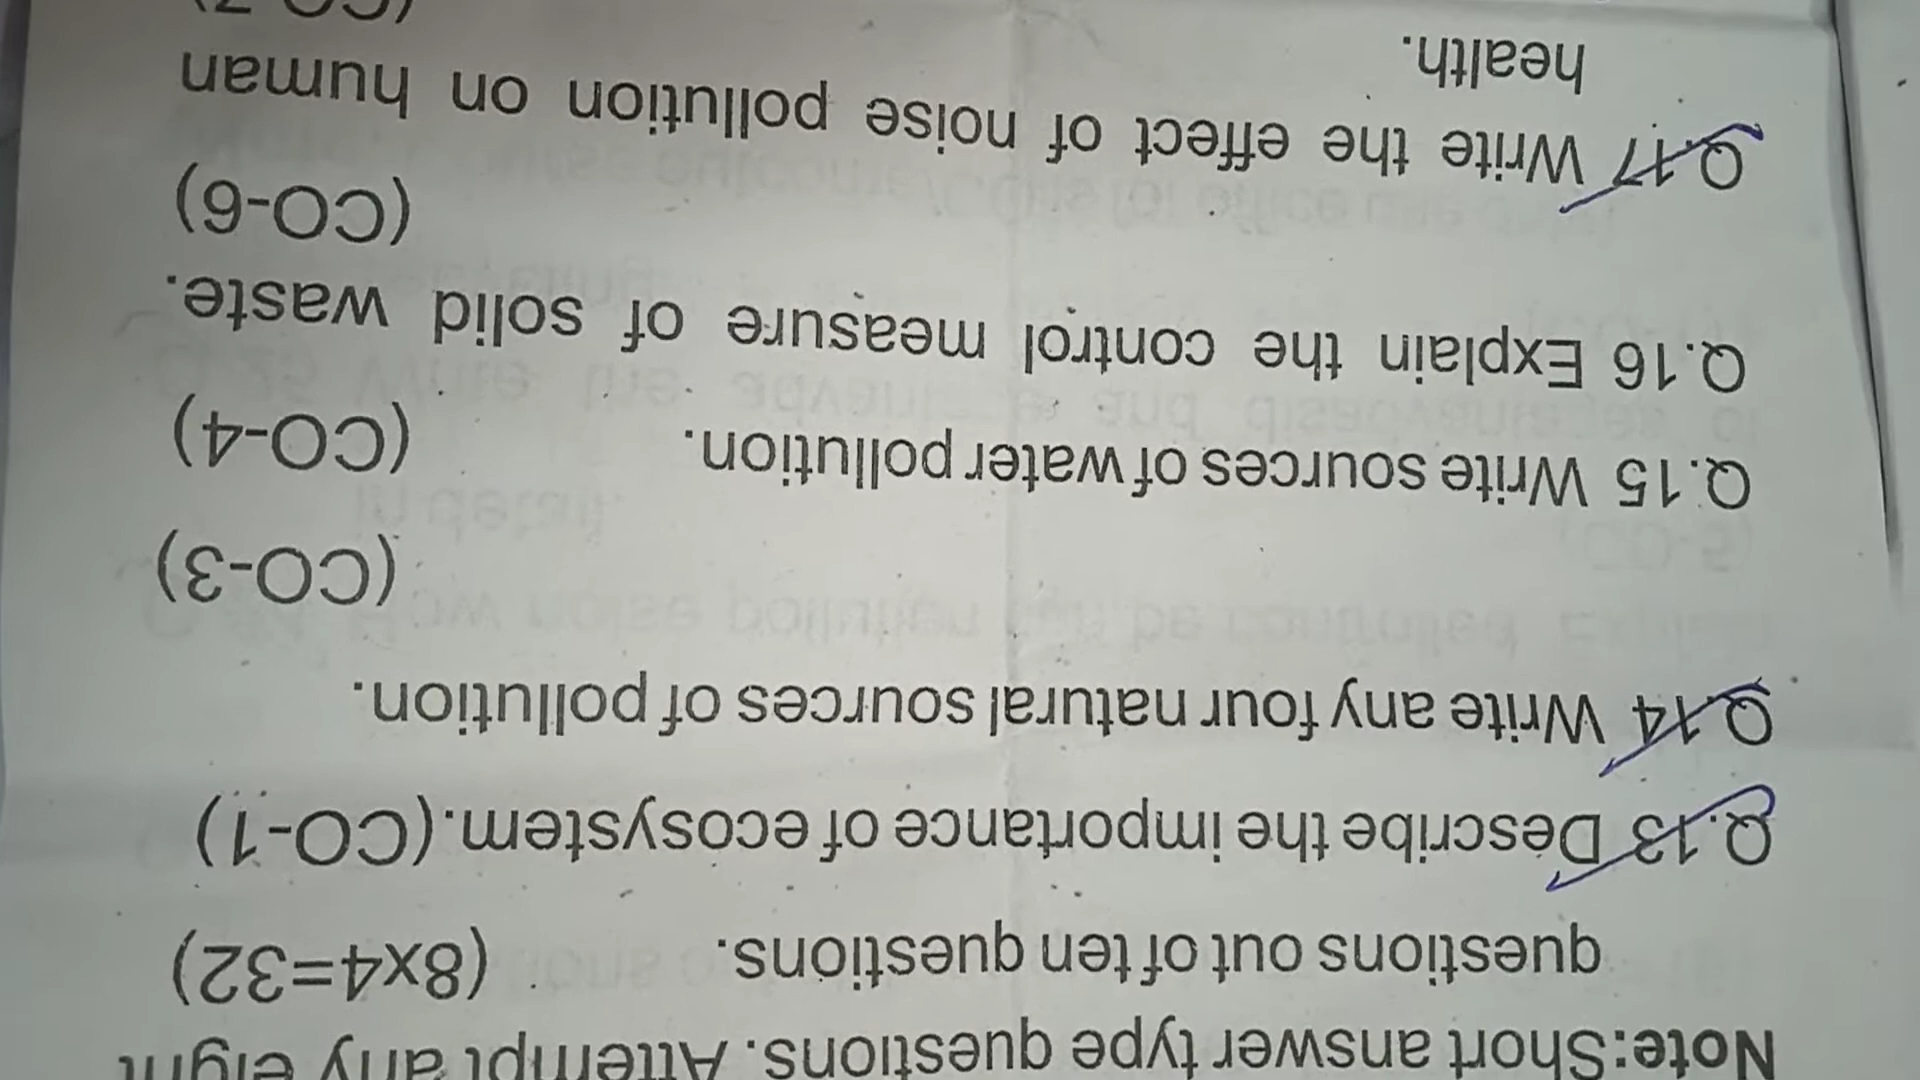 Note:Short answer type questions. Attempt any eight
questions out of ten questions. (8x4=32)
Q.13 Describe the importance of ecosystem.(CO-1)
Q.14 Write any four natural sources of pollution.
(CO-3)
Q.15 Write sources of water pollution. (CO-4)
Q.16 Explain the control measure of solid waste.
(CO-6)
Q.17 Write the effect of noise pollution on human
health.